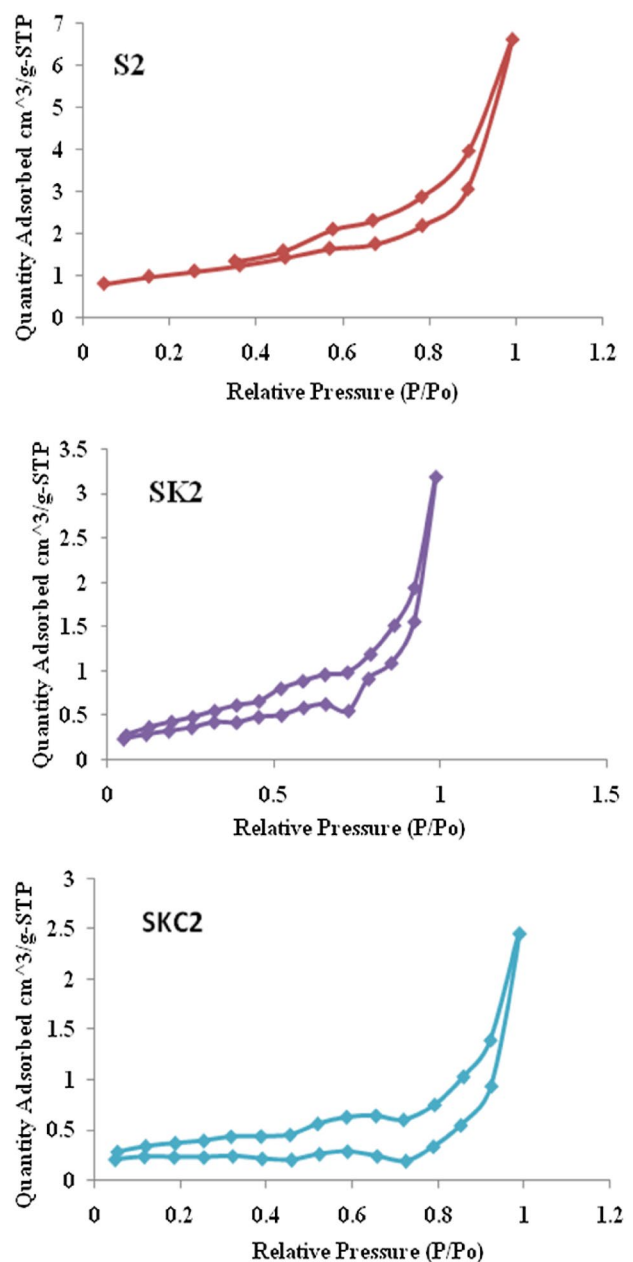 7
6
5
4
3
2
1
0
Quantity Adsorbed cm^3/g-STP
S2
0 0.2 0.4 0.6 0.8 1 1.2
Relative Pressure (P/Po)
3.5
3
2.5
2
1.5
1
0.5
0
Quantity Adsorbed cm^3/g-STP
SK2
0 0.5 1 1.5
Relative Pressure (P/Po)
3
2.5
2
1.5
1
0.5
0
Quantity Adsorbed cm^3/g-STP
SKC2
0 0.2 0.4 0.6 0.8 1 1.2
Relative Pressure (P/Po)